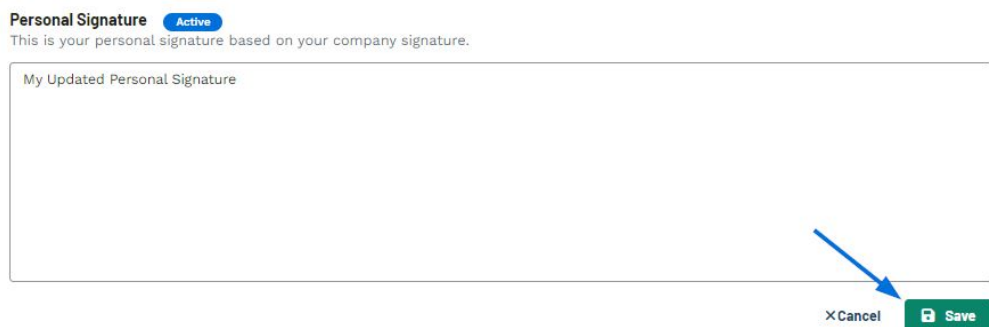 Personal Signature Active
This is your personal signature based on your company signature.
My Updated Personal Signature
×Cancel Save